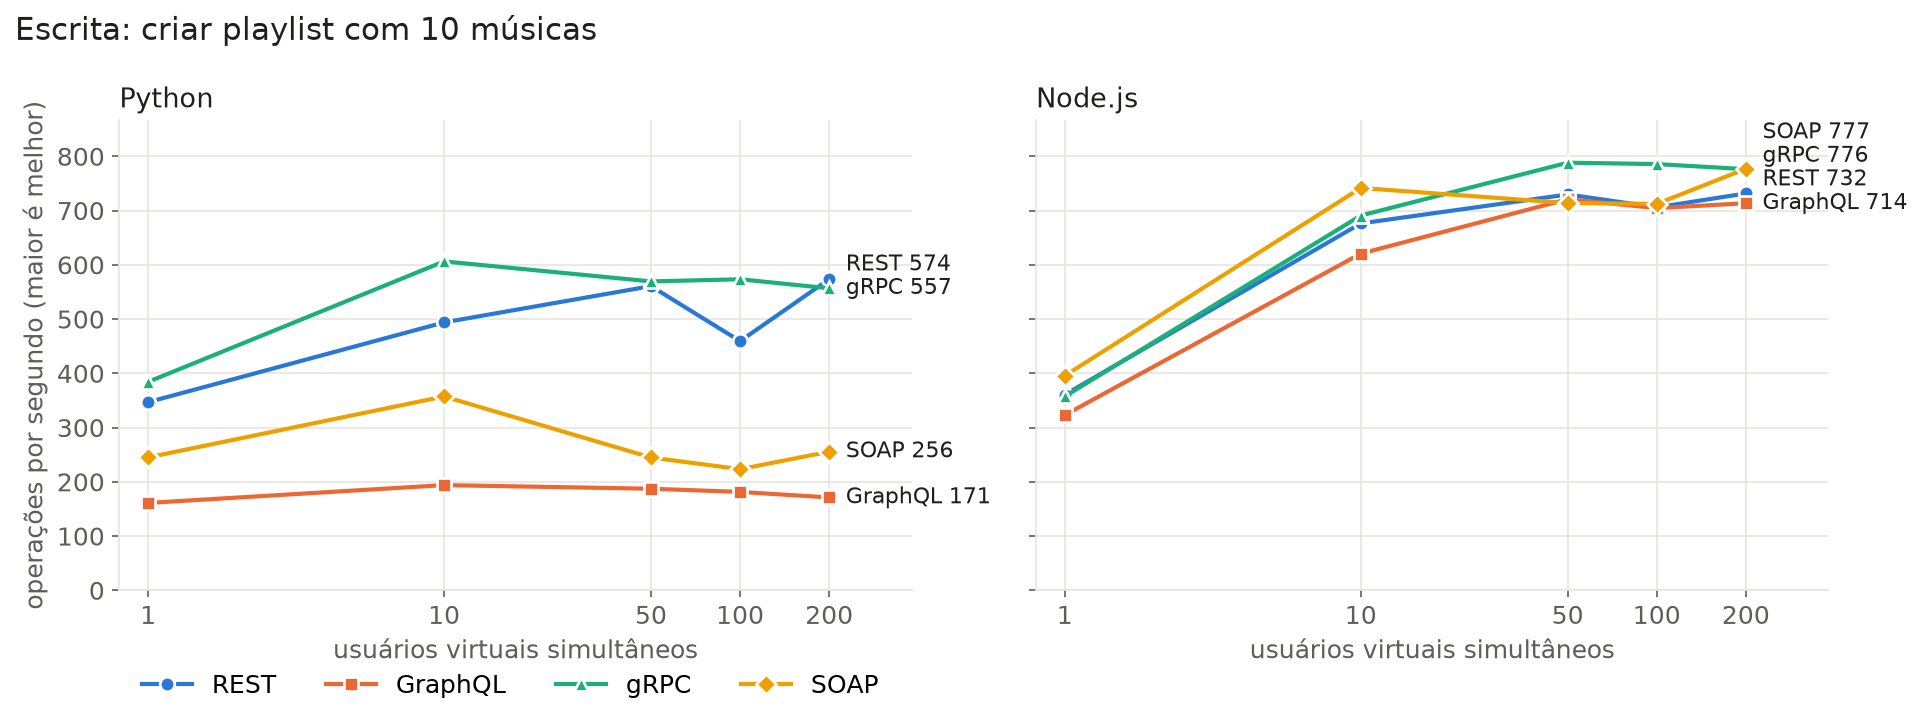 Escrita: criar playlist com 10 músicas
Python
operações por segundo (maior é melhor)
800
700
600
500
400
300
200
100
0
REST 574
gRPC 557
SOAP 256
GraphQL 171
1 10 50 100 200
usuários virtuais simultâneos
Node.js
SOAP 777
gRPC 776
REST 732
GraphQL 714
1 10 50 100 200
usuários virtuais simultâneos
REST GraphQL gRPC SOAP